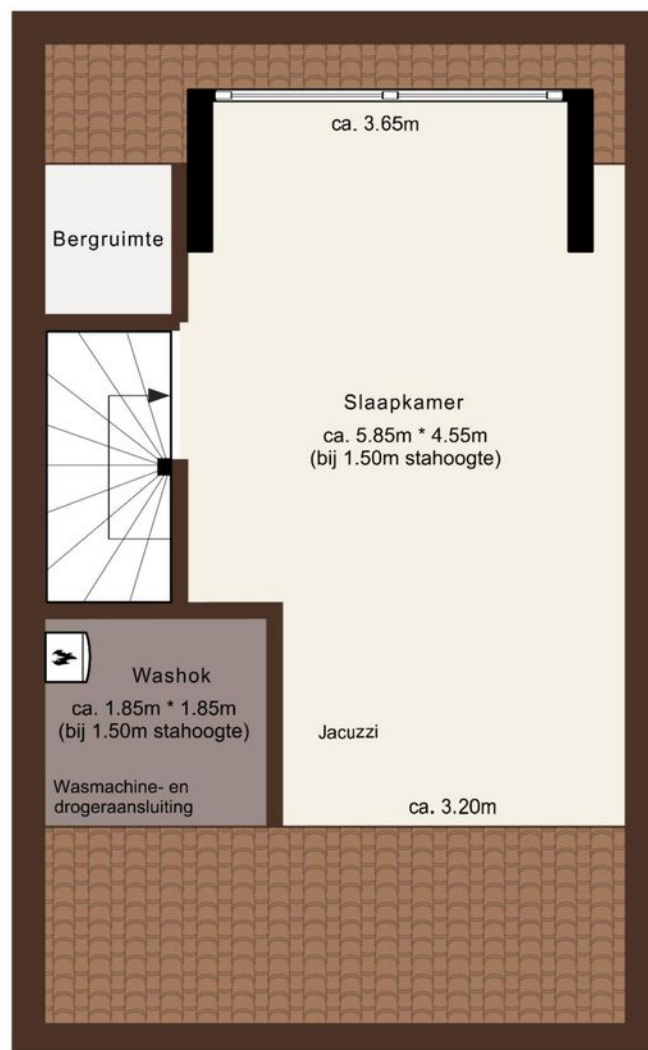 ca. 3.65m
Bergruimte
Slaapkamer
ca. 5.85m * 4.55m
(bij 1.50m stahoogte)
Washok
ca. 1.85m * 1.85m
(bij 1.50m stahoogte)
Jacuzzi
Wasmachine- en
drogeraansluiting
ca. 3.20m